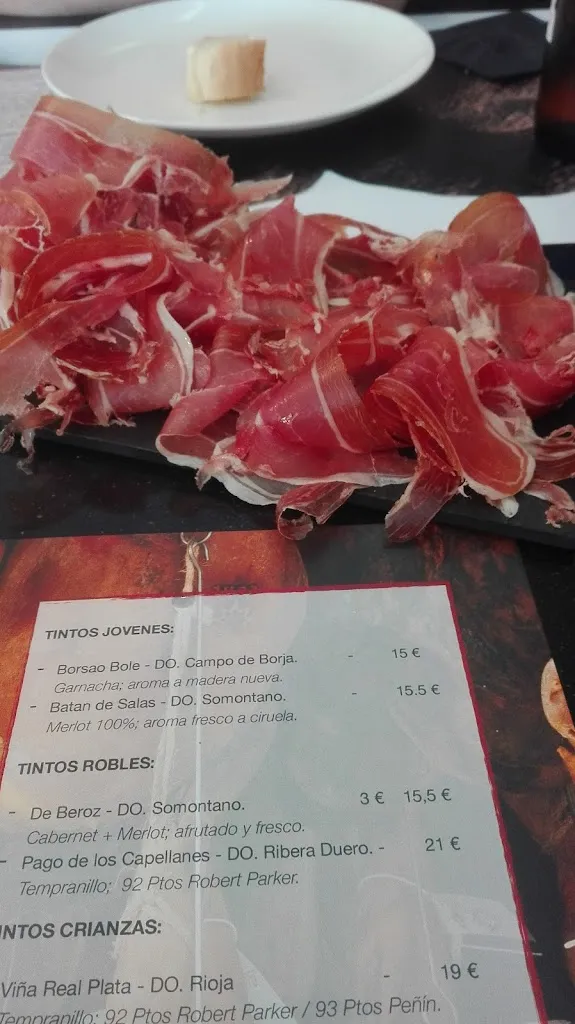 TINTOS JOVENES:
- Borsao Bole - DO. Campo de Borja. - 15 €
Garnacha; aroma a madera nueva.
- Batan de Salas - DO. Somontano. - 15.5 €
Merlot 100%; aroma fresco a ciruela.
TINTOS ROBLES:
- De Beroz - DO. Somontano. 3 € 15,5 €
Cabernet + Merlot; afrutado y fresco.
- Pago de los Capellanes - DO. Ribera Duero. - 21 €
Tempranillo; 92 Ptos Robert Parker.
INTOS CRIANZAS:
Viña Real Plata - DO. Rioja - 19 €
Tempranillo; 92 Ptos Robert Parker / 93 Ptos Peñín.